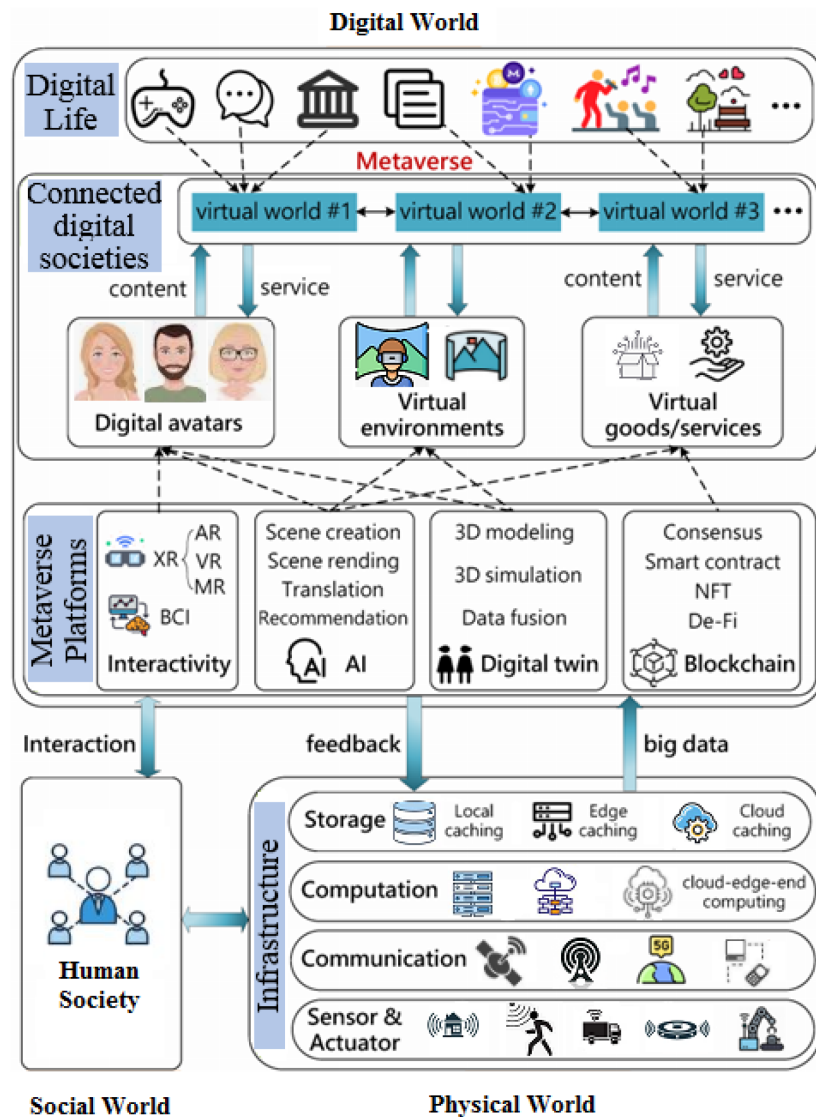 Digital World
Digital
Life
Metaverse
Connected
digital
societies
virtual world #1
virtual world #2
virtual world #3
content
service
content
service
Digital avatars
Virtual
environments
Virtual
goods/services
Metaverse
Platforms
XR
AR
VR
MR
BCI
Interactivity
Scene creation
Scene rending
Translation
Recommendation
AI
AI
3D modeling
3D simulation
Data fusion
Digital twin
Consensus
Smart contract
NFT
De-Fi
Blockchain
Interaction
feedback
big data
Human
Society
Infrastructure
Storage
Local
caching
Edge
caching
Cloud
caching
Computation
cloud-edge-end
computing
Communication
5G
Sensor &
Actuator
Social World
Physical World